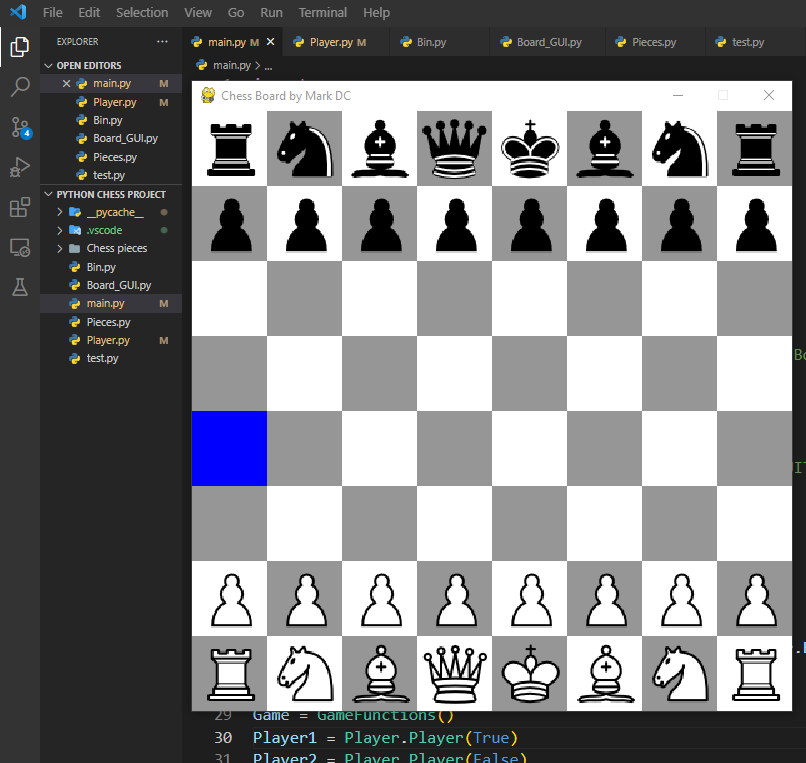 File Edit Selection View Go Run Terminal Help
EXPLORER ...
main.py M Player.py M Bin.py Board_GUI.py Pieces.py test.py
OPEN EDITORS
main.py > ...
main.py M
Player.py M
Bin.py
Board_GUI.py
Pieces.py
test.py
4
PYTHON CHESS PROJECT
__pycache__
.vscode
Chess pieces
Bin.py
Board_GUI.py
main.py M
Pieces.py
Player.py M
test.py
Chess Board by Mark DC
29 Game = GameFunctions()
30 Player1 = Player.Player(True)
31 Player2 = Player.Player(False)